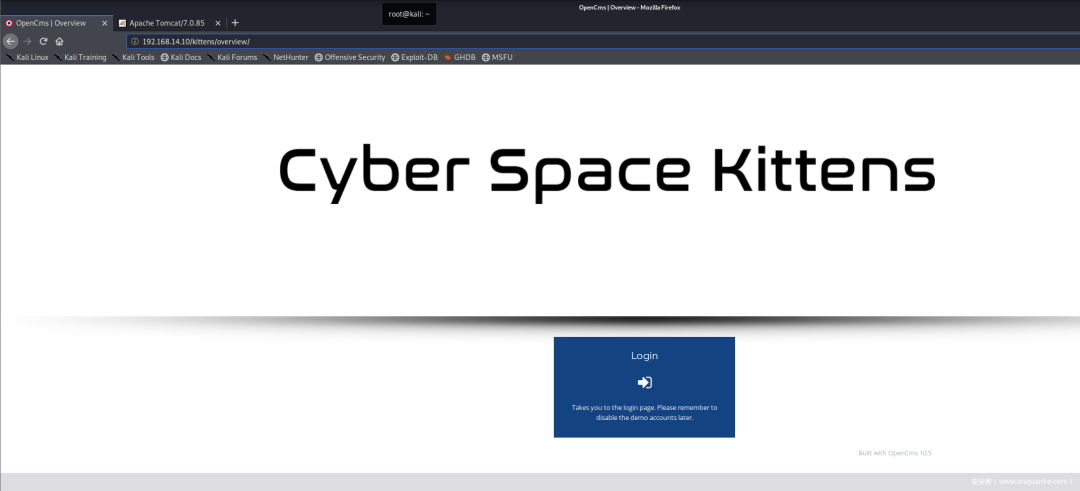 OpenCms | Overview - Mozilla Firefox
root@kali: ~
OpenCms | Overview
Apache Tomcat/7.0.85
192.168.14.10/kittens/overview/
Kali Linux Kali Training Kali Tools Kali Docs Kali Forums NetHunter Offensive Security Exploit-DB GHDB MSFU
Cyber Space Kittens
Login
Takes you to the login page. Please remember to
disable the demo accounts later.
Built with OpenCms 10.5
安全客 ( www.anquanke.com )